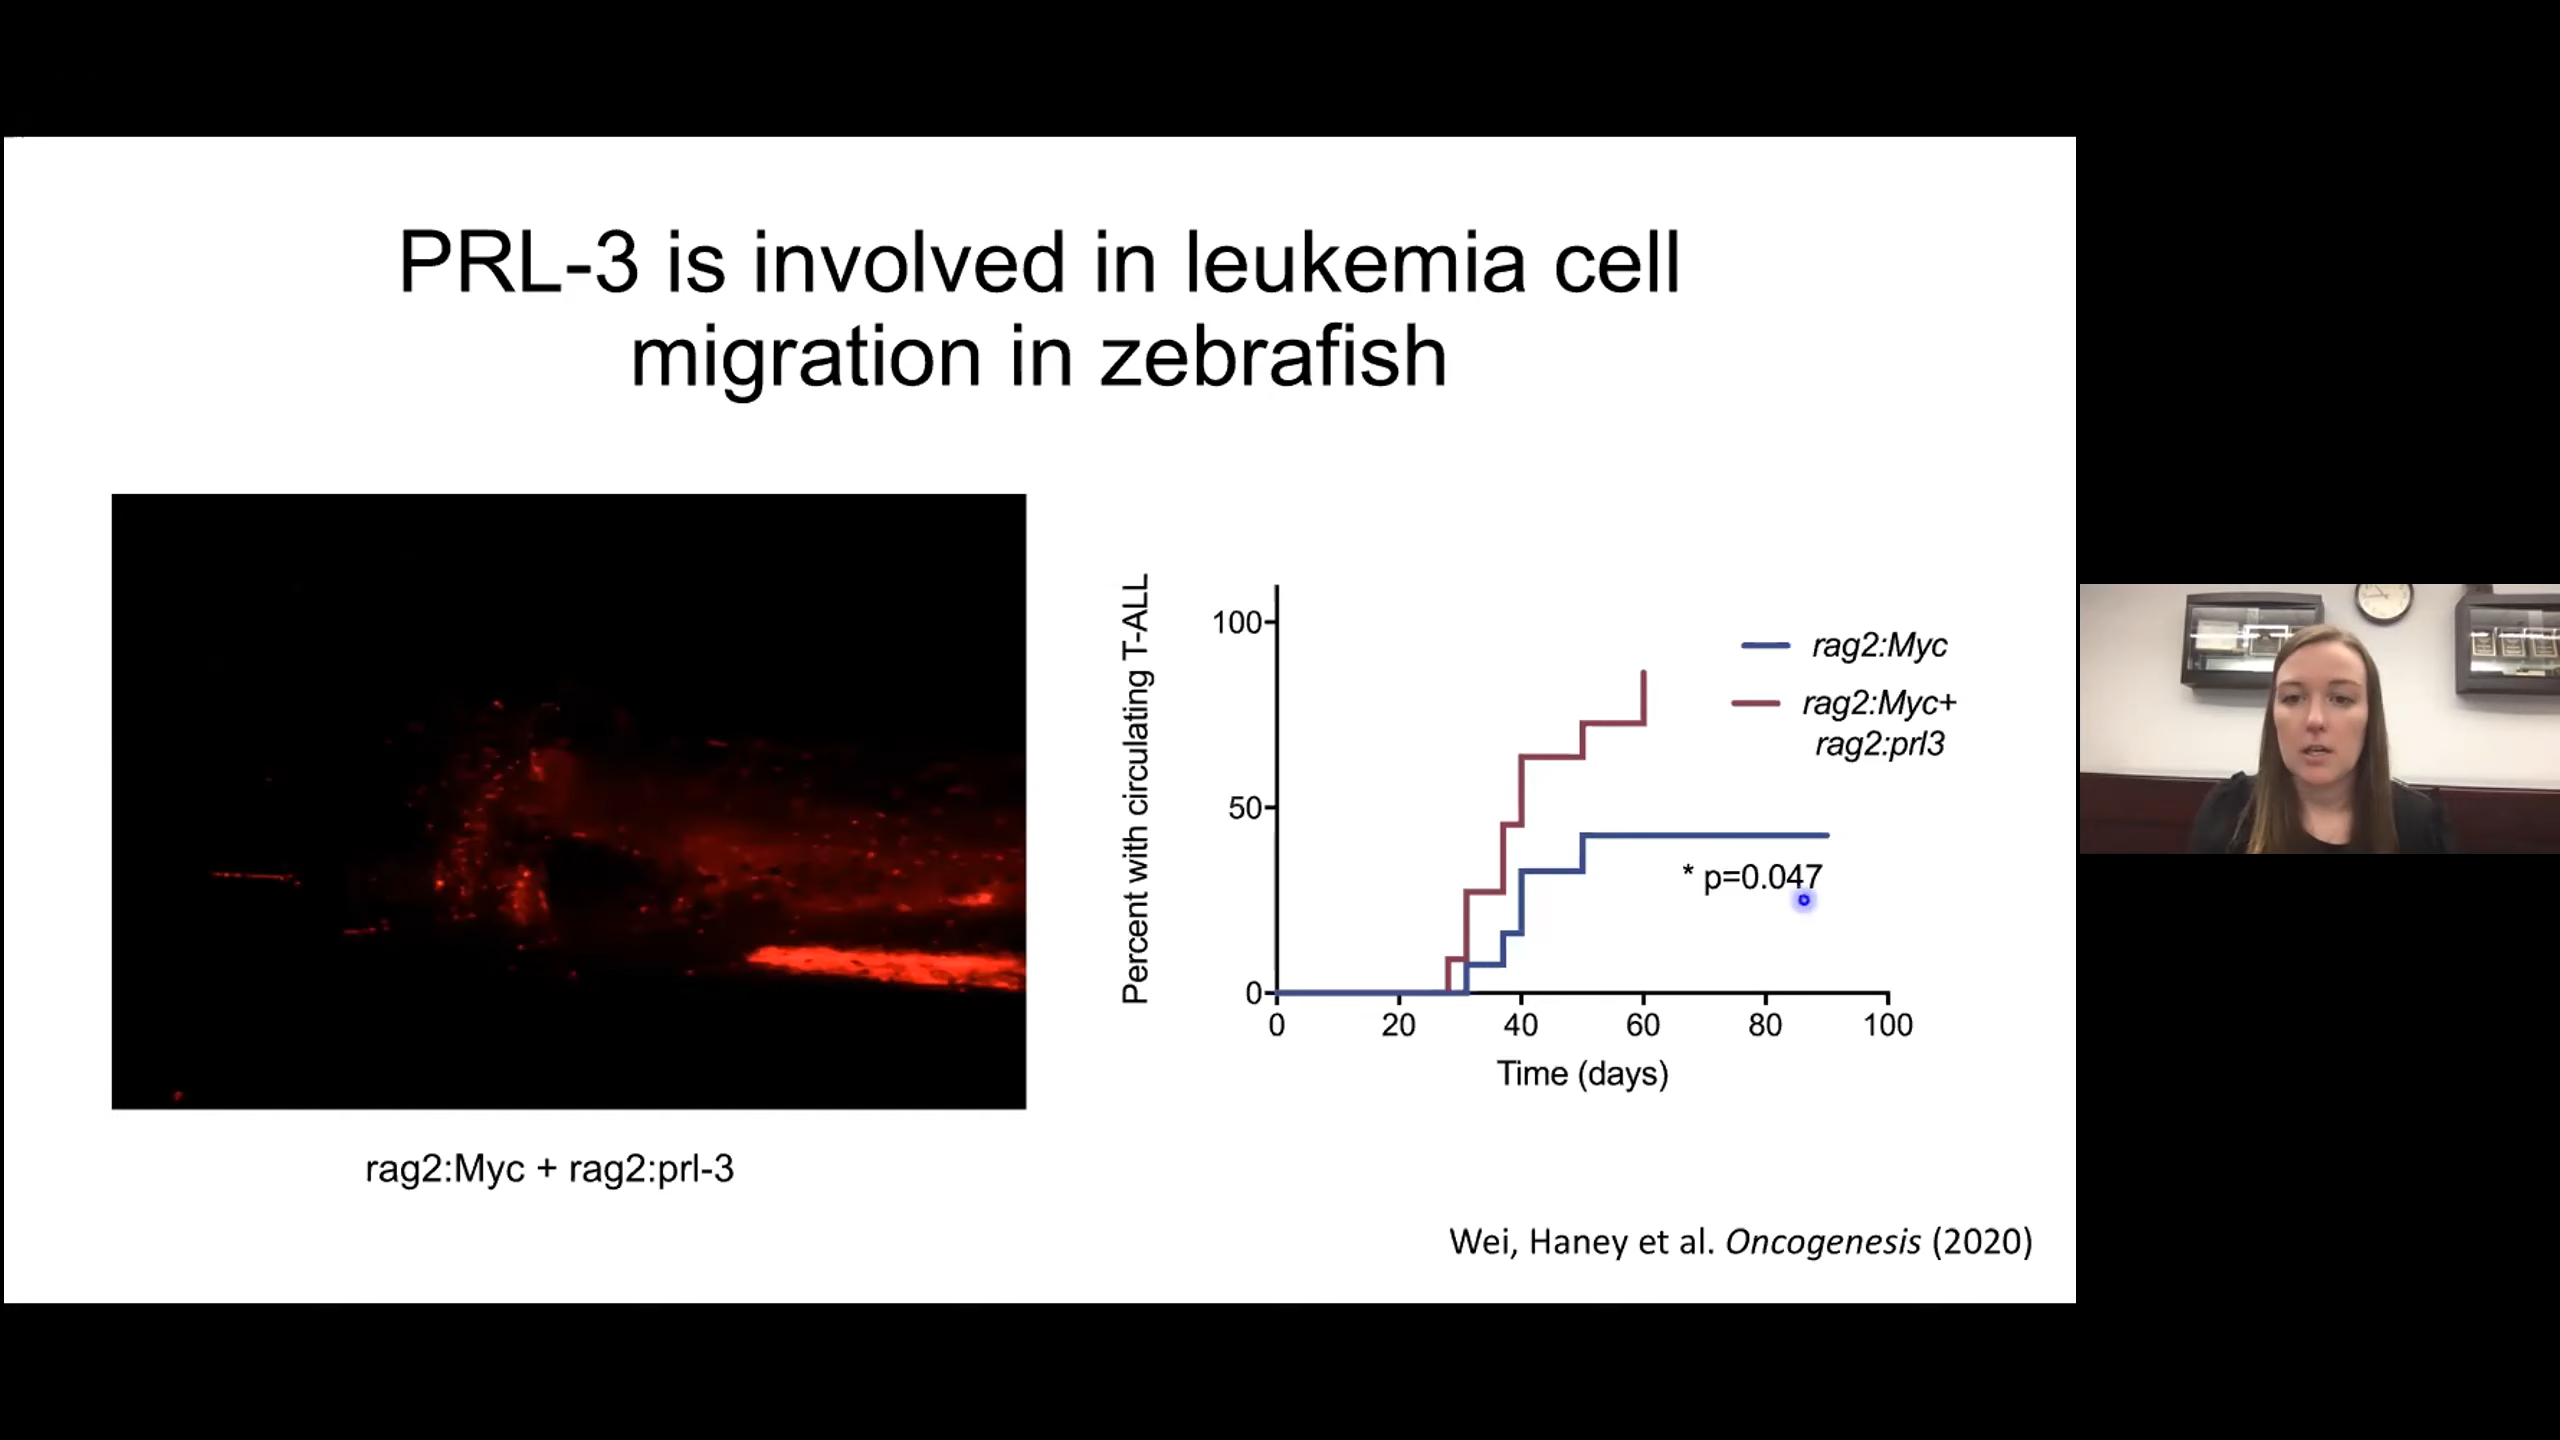 PRL-3 is involved in leukemia cell
migration in zebrafish
rag2:Myc + rag2:prl-3
Percent with circulating T-ALL
100
50
0
0 20 40 60 80 100
Time (days)
rag2:Myc
rag2:Myc+
rag2:prl3
* p=0.047
Wei, Haney et al. Oncogenesis (2020)